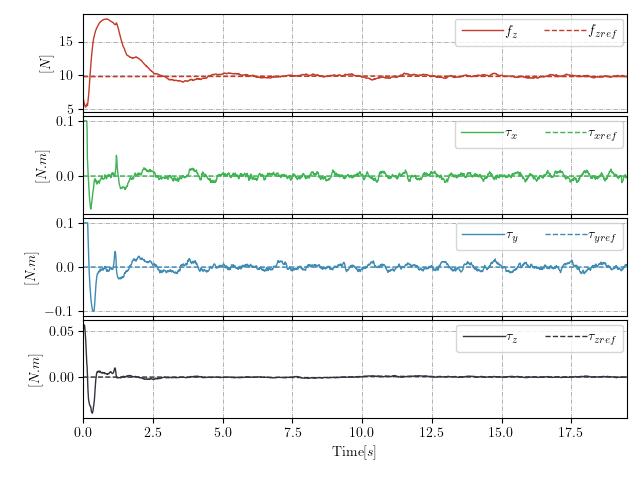 f_z f_zref
15
10
5
[N]
τ_x τ_xref
0.1
0.0
[N.m]
τ_y τ_yref
0.1
0.0
−0.1
[N.m]
τ_z τ_zref
0.05
0.00
[N.m]
0.0 2.5 5.0 7.5 10.0 12.5 15.0 17.5
Time[s]